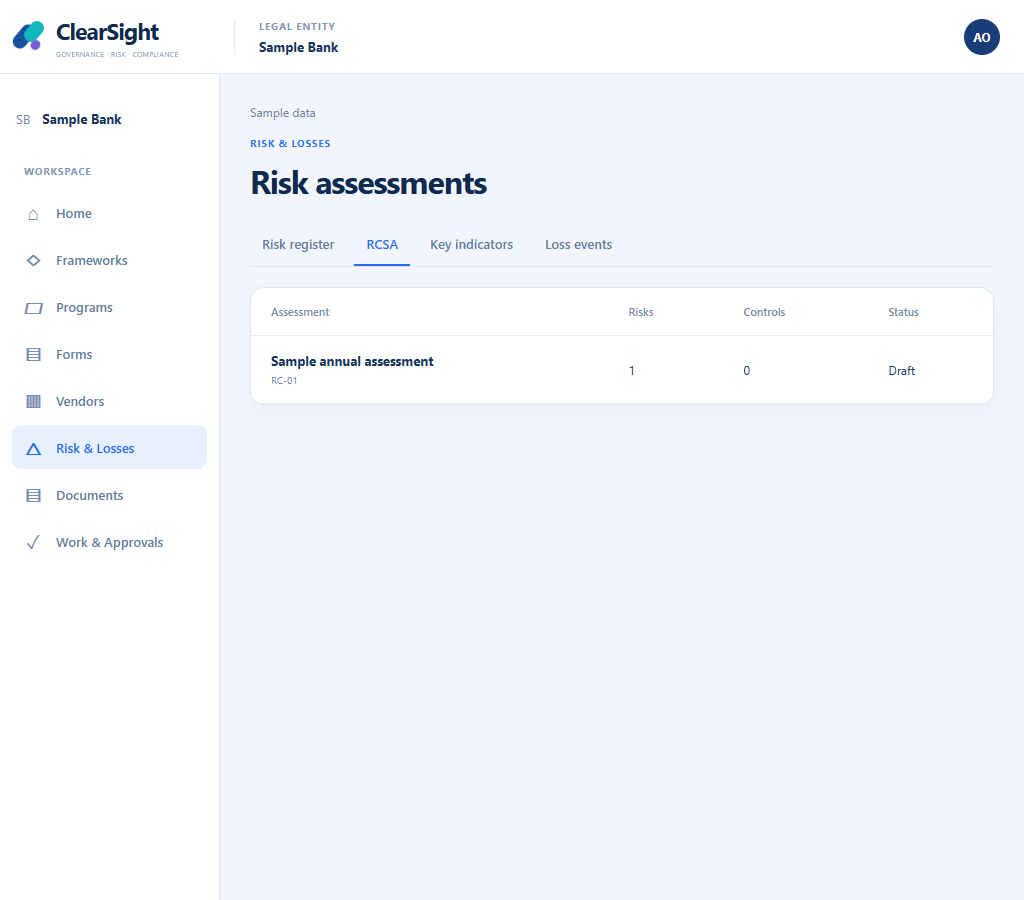 ClearSight
GOVERNANCE · RISK · COMPLIANCE
LEGAL ENTITY
Sample Bank
AO
SB Sample Bank
WORKSPACE
Home
Frameworks
Programs
Forms
Vendors
Risk & Losses
Documents
Work & Approvals
Sample data
RISK & LOSSES
Risk assessments
Risk register RCSA Key indicators Loss events
Assessment Risks Controls Status
Sample annual assessment 1 0 Draft
RC-01